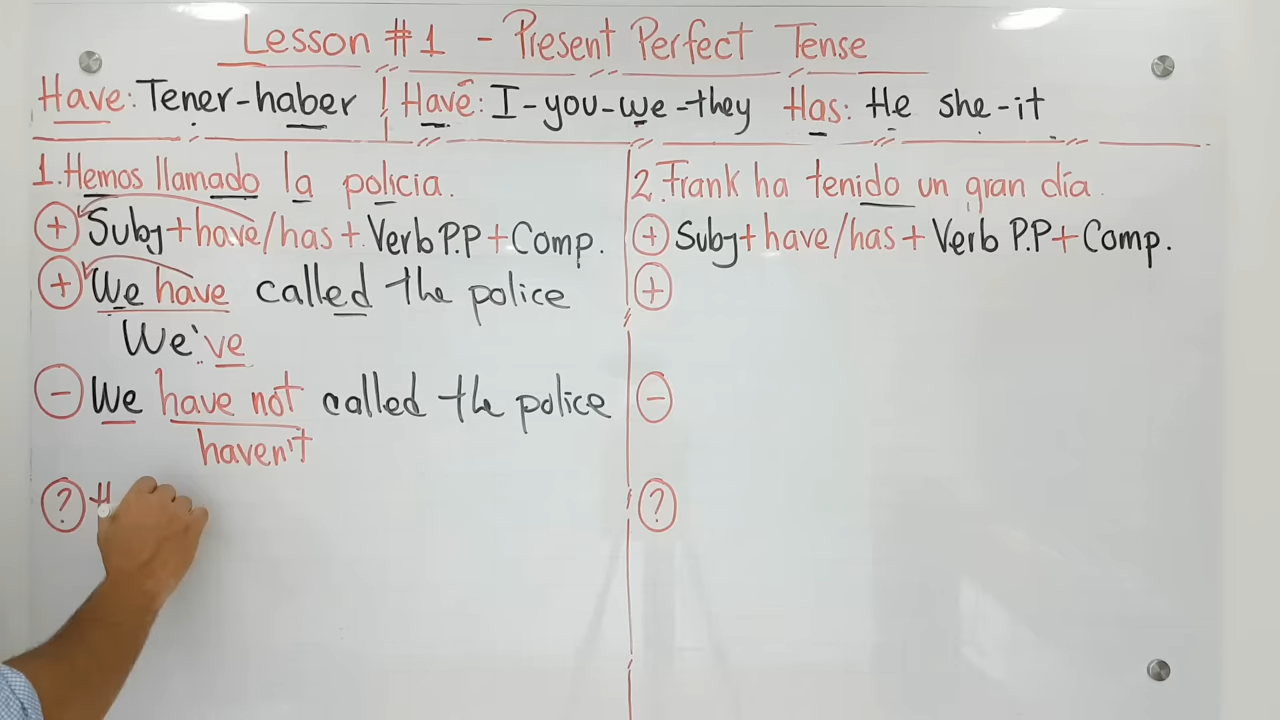 Lesson #1 - Present Perfect Tense
Have: Tener-haber Have: I-you-we-they Has: He she-it
1. Hemos llamado la policia.
+ Subj+have/has+Verb P.P+Comp.
+ We have called the police
We've
- We have not called the police
haven't
? H
2. Frank ha tenido un gran día.
+ Subj+have/has+Verb P.P+Comp.
+
-
?